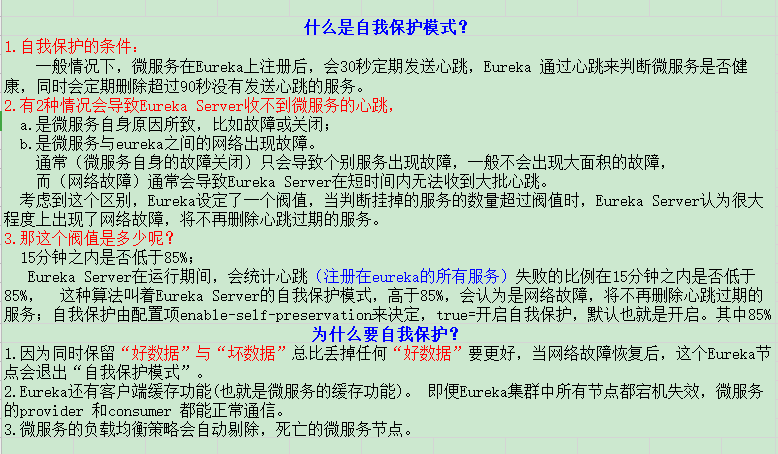 什么是自我保护模式?
1.自我保护的条件:
一般情况下，微服务在Eureka上注册后，会30秒定期发送心跳，Eureka 通过心跳来判断微服务是否健
康，同时会定期删除超过90秒没有发送心跳的服务。
2.有2种情况会导致Eureka Server收不到微服务的心跳，
a.是微服务自身原因所致，比如故障或关闭；
b.是微服务与eureka之间的网络出现故障。
通常（微服务自身的故障关闭）只会导致个别服务出现故障，一般不会出现大面积的故障，
而（网络故障）通常会导致Eureka Server在短时间内无法收到大批心跳。
考虑到这个区别，Eureka设定了一个阀值，当判断挂掉的服务的数量超过阀值时，Eureka Server认为很大
程度上出现了网络故障，将不再删除心跳过期的服务。
3.那这个阀值是多少呢？
15分钟之内是否低于85%；
Eureka Server在运行期间，会统计心跳（注册在eureka的所有服务）失败的比例在15分钟之内是否低于
85%， 这种算法叫着Eureka Server的自我保护模式，高于85%，会认为是网络故障，将不再删除心跳过期的
服务；自我保护由配置项enable-self-preservation来决定，true=开启自我保护，默认也就是开启。其中85%
为什么要自我保护？
1.因为同时保留“好数据”与“坏数据”总比丢掉任何“好数据”要更好，当网络故障恢复后，这个Eureka节
点会退出“自我保护模式”。
2.Eureka还有客户端缓存功能(也就是微服务的缓存功能)。 即便Eureka集群中所有节点都宕机失效，微服务
的provider 和consumer 都能正常通信。
3.微服务的负载均衡策略会自动剔除，死亡的微服务节点。